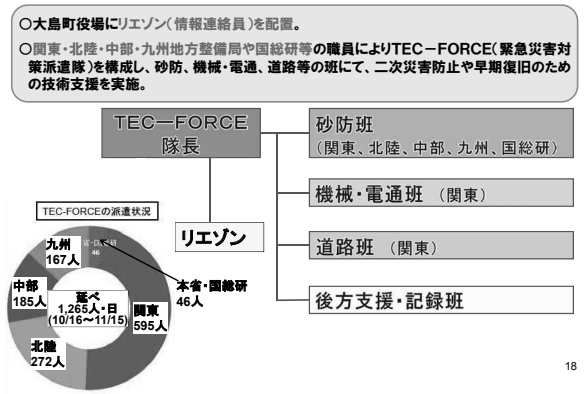 ○大島町役場にリエゾン(情報連絡員)を配置。
○関東・北陸・中部・九州地方整備局や国総研等の職員によりTEC-FORCE(緊急災害対
策派遣隊)を構成し、砂防、機械・電通、道路等の班にて、二次災害防止や早期復旧のため
の技術支援を実施。
TEC-FORCE
隊長
砂防班
(関東、北陸、中部、九州、国総研)
機械・電通班 (関東)
リエゾン
道路班 (関東)
後方支援・記録班
TEC-FORCEの派遣状況
九州
167人
省・国総研
46
本省・国総研
46人
中部
185人
延べ
1,265人・日
(10/16～11/15)
関東
595人
北陸
272人
18